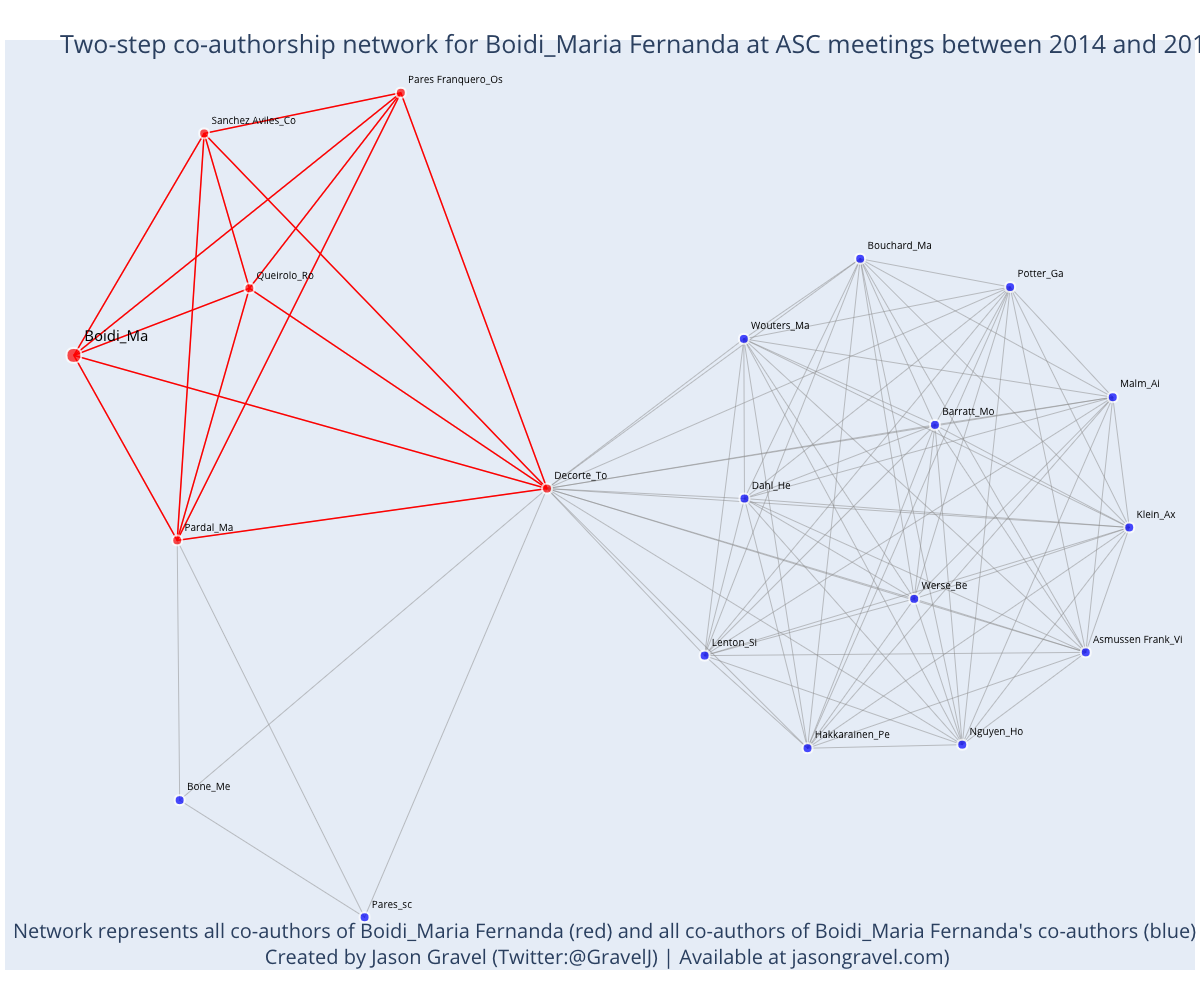 Two-step co-authorship network for Boidi_Maria Fernanda at ASC meetings between 2014 and 201
Pares Franquero_Os
Sanchez Aviles_Co
Bouchard_Ma
Potter_Ga
Queirolo_Ro
Wouters_Ma
Boidi_Ma
Malm_Ai
Barratt_Mo
Decorte_To
Dahl_He
Klein_Ax
Pardal_Ma
Werse_Be
Lenton_Si
Asmussen Frank_Vi
Hakkarainen_Pe
Nguyen_Ho
Bone_Me
Pares_sc
Network represents all co-authors of Boidi_Maria Fernanda (red) and all co-authors of Boidi_Maria Fernanda's co-authors (blue)
Created by Jason Gravel (Twitter:@GravelJ) | Available at jasongravel.com)